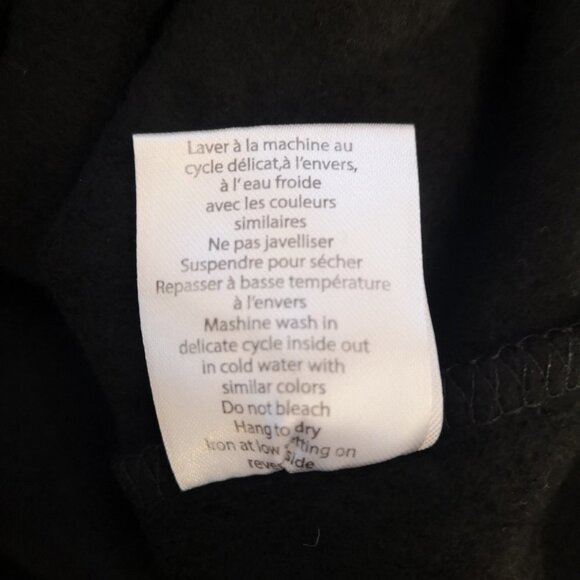 Laver à la machine au
cycle délicat,à l'envers,
à l'eau froide
avec les couleurs
similaires
Ne pas javelliser
Suspendre pour sécher
Repasser à basse température
à l'envers
Mashine wash in
delicate cycle inside out
in cold water with
similar colors
Do not bleach
Hang to dry
Iron at low on
side